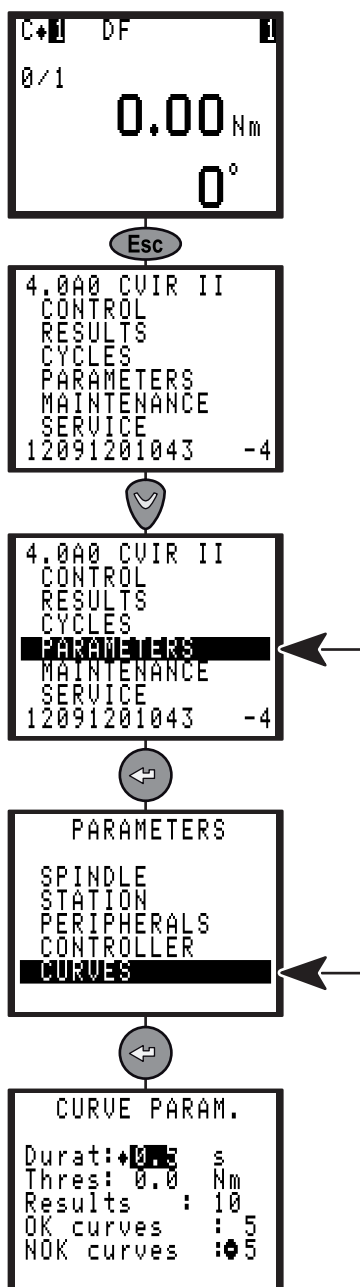 C♦1 DF 1
0/1
0.00 Nm
0°
Esc
4.0A0 CVIR II
CONTROL
RESULTS
CYCLES
PARAMETERS
MAINTENANCE
SERVICE
12091201043 -4
4.0A0 CVIR II
CONTROL
RESULTS
CYCLES
PARAMETERS
MAINTENANCE
SERVICE
12091201043 -4
PARAMETERS
SPINDLE
STATION
PERIPHERALS
CONTROLLER
CURVES
CURVE PARAM.
Durat:♦0.5 s
Thres: 0.0 Nm
Results : 10
OK curves : 5
NOK curves : 5